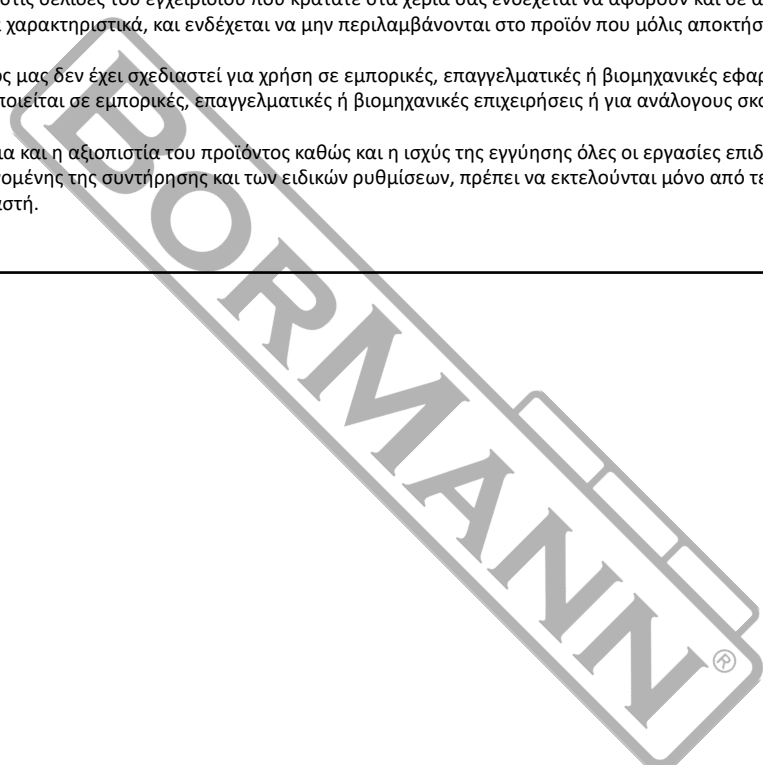 στις σελίδες του εγχειριδίου που κρατάτε στα χέρια σας ενδέχεται να αφορούν και σε
χαρακτηριστικά, και ενδέχεται να μην περιλαμβάνονται στο προϊόν που μόλις αποκτήσ
ς μας δεν έχει σχεδιαστεί για χρήση σε εμπορικές, επαγγελματικές ή βιομηχανικές εφαρ
ποιείται σε εμπορικές, επαγγελματικές ή βιομηχανικές επιχειρήσεις ή για ανάλογους σκο
ια και η αξιοπιστία του προϊόντος καθώς και η ισχύς της εγγύησης όλες οι εργασίες επιδ
ομένης της συντήρησης και των ειδικών ρυθμίσεων, πρέπει να εκτελούνται μόνο από τε
αστή.
BORMANN®